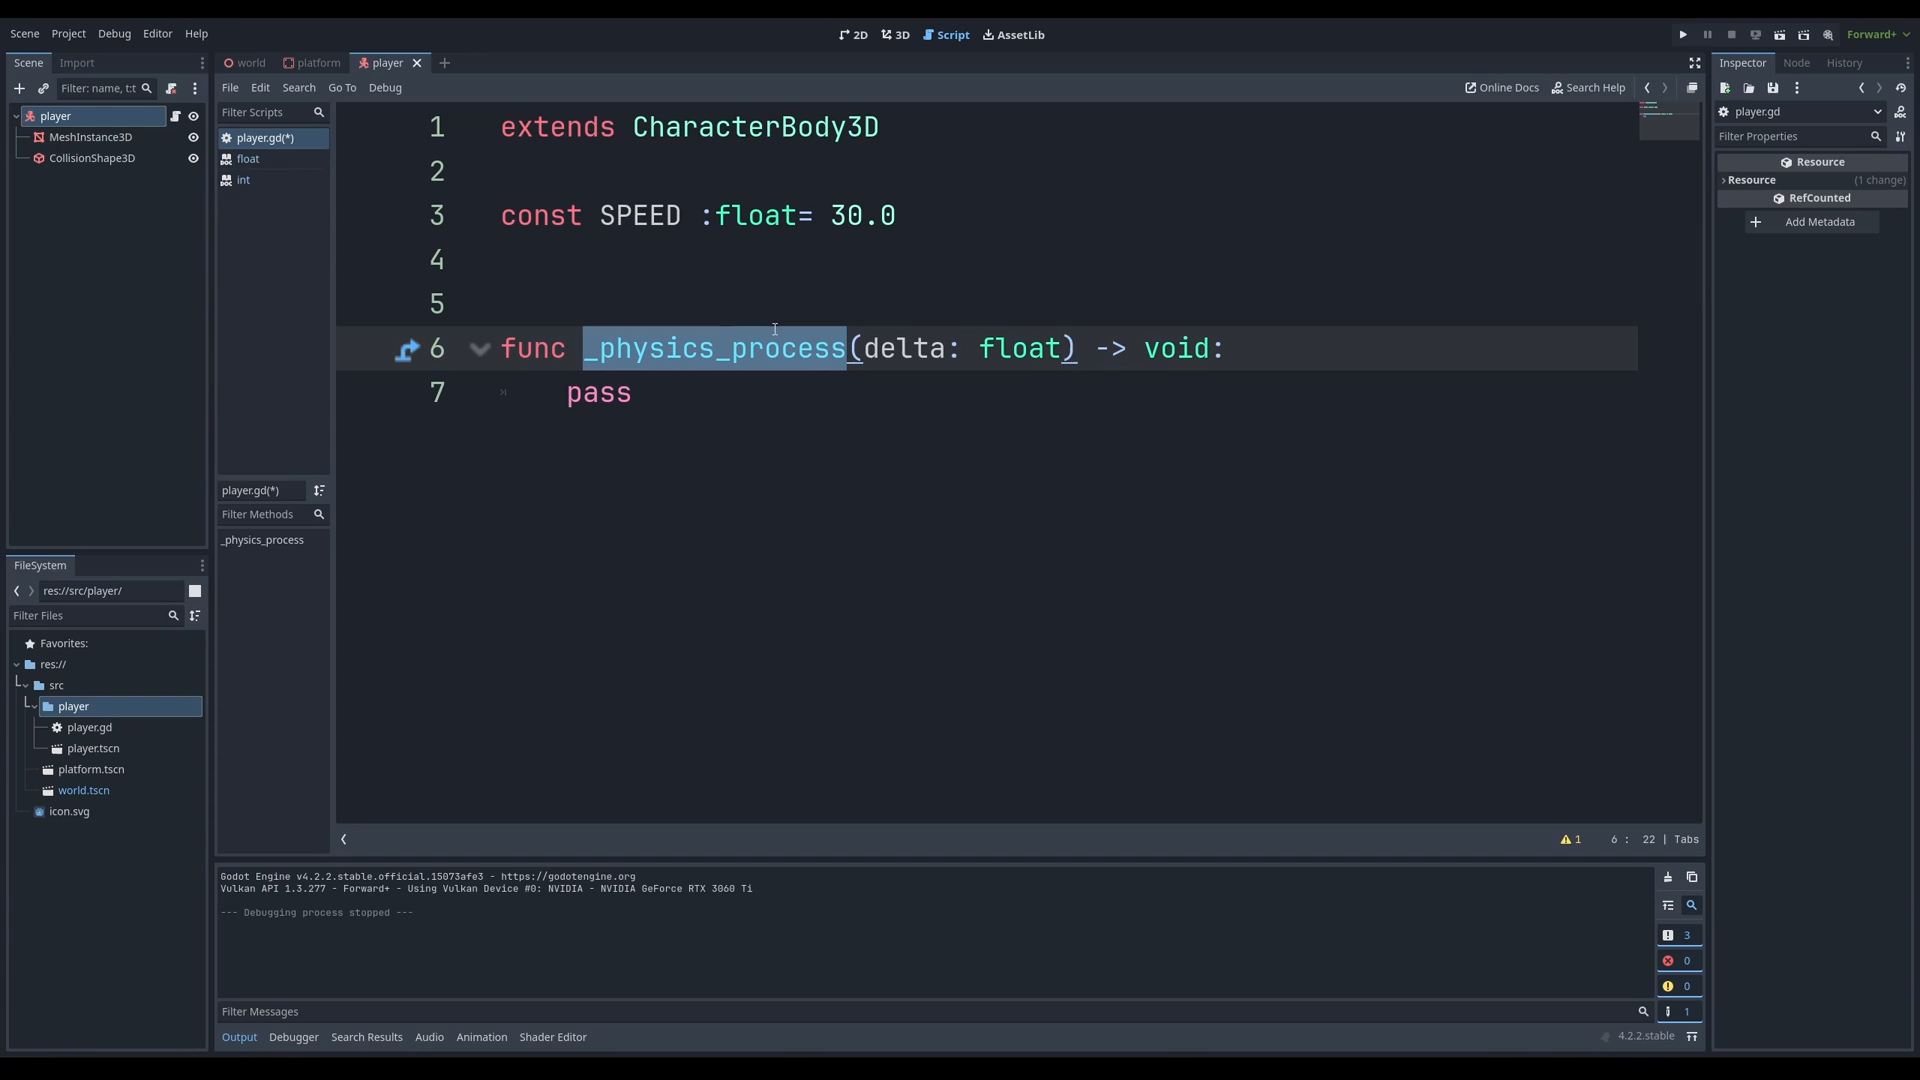 Scene Project Debug Editor Help
2D 3D Script AssetLib
Forward+
Scene Import
Filter: name, t:t
player
MeshInstance3D
CollisionShape3D
world platform player
File Edit Search Go To Debug
Online Docs Search Help
Filter Scripts
player.gd(*)
float
int
player.gd(*)
Filter Methods
_physics_process
1 extends CharacterBody3D
2
3 const SPEED :float= 30.0
4
5
6 func _physics_process(delta: float) -> void:
7 pass
1 6 : 22 | Tabs
Inspector Node History
player.gd
Filter Properties
Resource
Resource (1 change)
RefCounted
Add Metadata
FileSystem
res://src/player/
Filter Files
Favorites:
res://
src
player
player.gd
player.tscn
platform.tscn
world.tscn
icon.svg
Godot Engine v4.2.2.stable.official.15073afe3 - https://godotengine.org
Vulkan API 1.3.277 - Forward+ - Using Vulkan Device #0: NVIDIA - NVIDIA GeForce RTX 3060 Ti
--- Debugging process stopped ---
3
0
0
1
Filter Messages
Output Debugger Search Results Audio Animation Shader Editor
4.2.2.stable